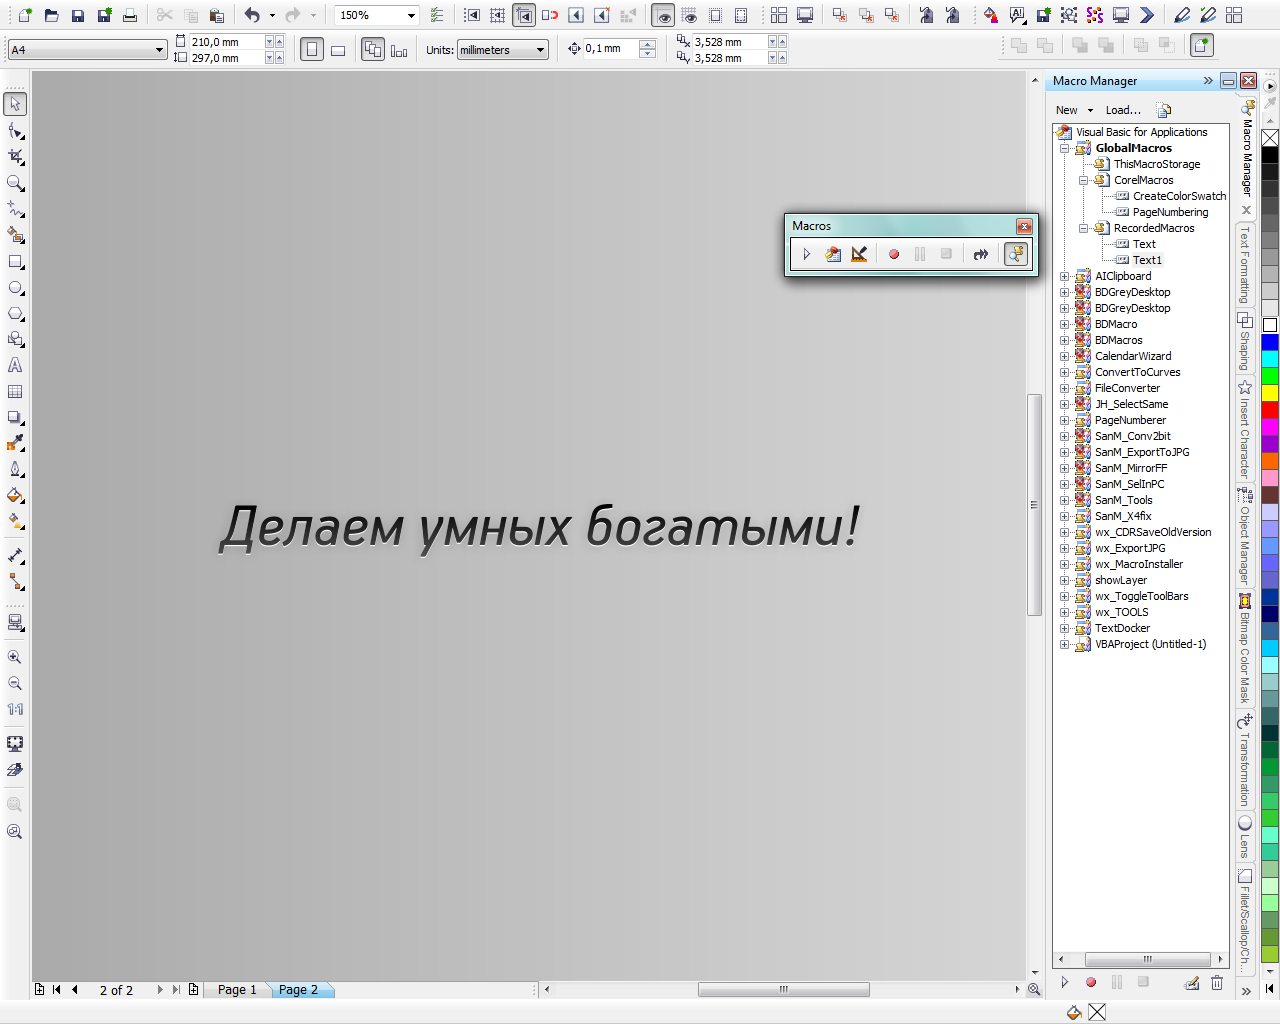 150%
A4
210,0 mm
297,0 mm
Units:
millimeters
0,1 mm
3,528 mm
3,528 mm
Macro Manager
New
Load...
Visual Basic for Applications
GlobalMacros
ThisMacroStorage
CorelMacros
CreateColorSwatch
PageNumbering
RecordedMacros
Text
Text1
AIClipboard
BDGreyDesktop
BDGreyDesktop
BDMacro
BDMacros
CalendarWizard
ConvertToCurves
FileConverter
JH_SelectSame
PageNumberer
SanM_Conv2bit
SanM_ExportToJPG
SanM_MirrorFF
SanM_SelInPC
SanM_Tools
SanM_X4fix
wx_CDRSaveOldVersion
wx_ExportJPG
wx_MacroInstaller
showLayer
wx_ToggleToolBars
wx_TOOLS
TextDocker
VBAProject (Untitled-1)
Macros
Делаем умных богатыми!
Macro Manager
Text Formatting
Shaping
Insert Character
Object Manager
Bitmap Color Mask
Transformation
Lens
Fillet/Scallop/Ch...
1:1
2 of 2
Page 1
Page 2